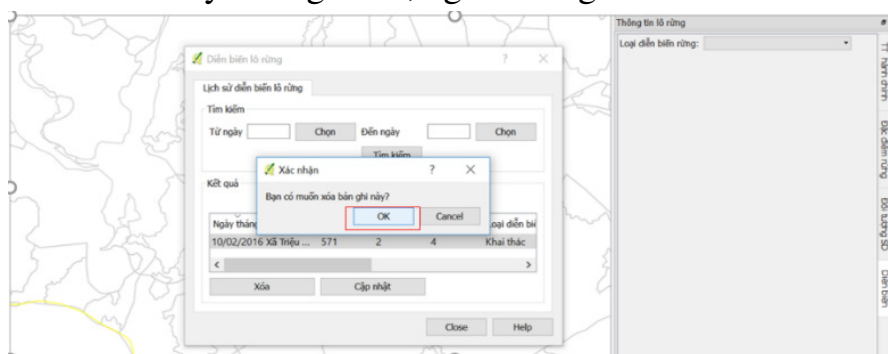 Thông tin lô rừng
Loại diễn biến rừng:
Diễn biến lô rừng ? ×
Lịch sử diễn biến lô rừng
Tìm kiếm
Từ ngày Chọn Đến ngày Chọn
Tìm kiếm
Xác nhận ? ×
Kết quả
Bạn có muốn xóa bản ghi này?
OK Cancel
Ngày tháng Loại diễn
10/02/2016 Xã Triệu ... 571 2 4 Khai thác
< >
Xóa Cập nhật
Close Help
TT hành chính
Đặc điểm rừng
Đối tượng SD
Diễn biến